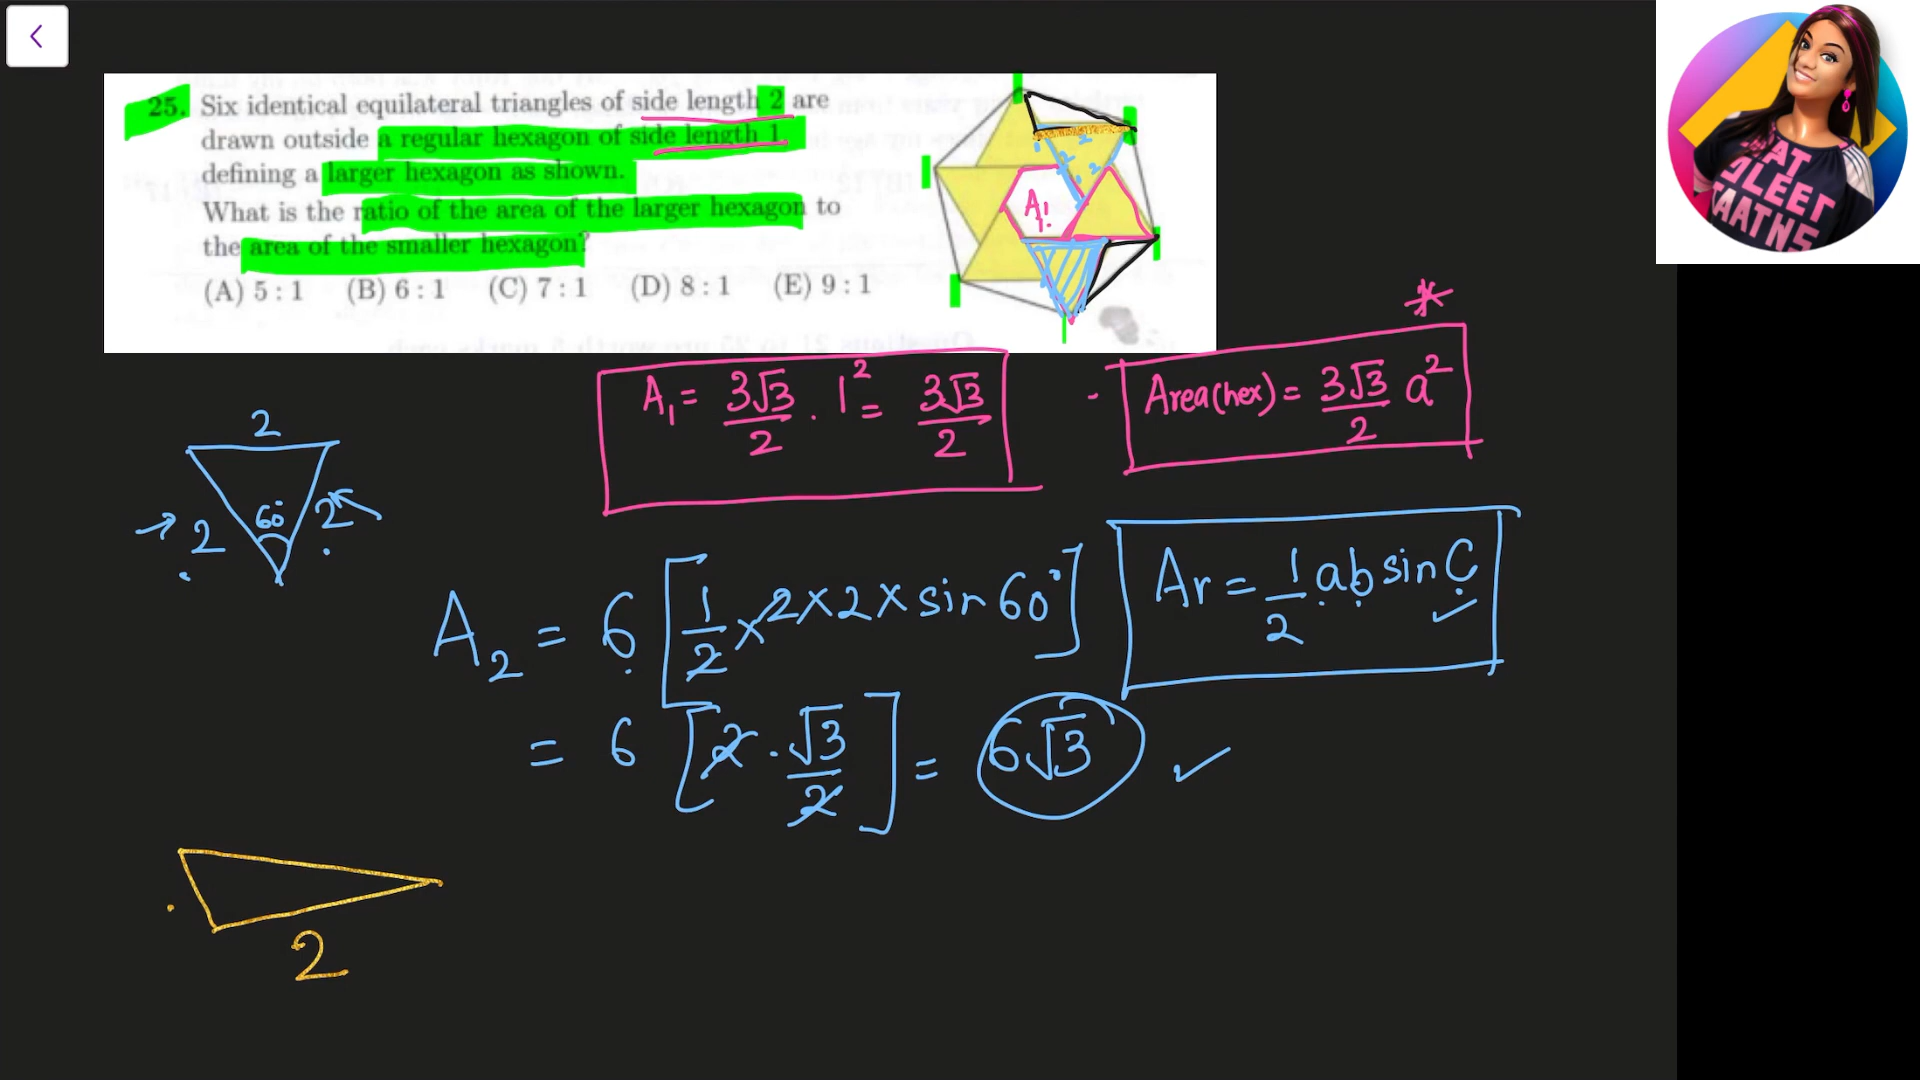 25. Six identical equilateral triangles of side length 2 are
drawn outside a regular hexagon of side length 1,
defining a larger hexagon as shown.
What is the ratio of the area of the larger hexagon to
the area of the smaller hexagon?
(A) 5 : 1 (B) 6 : 1 (C) 7 : 1 (D) 8 : 1 (E) 9 : 1
2 2 2
A₁
A₁ = 3√3/2 . 1² = 3√3/2
Area(hex) = 3√3/2 a²
2
2 60° 2
A₂ = 6 [1/2 × 2 × 2 × sin 60°]
Ar = 1/2 ab sin C
= 6 [2 · √3/2] = 6√3 ✓
2